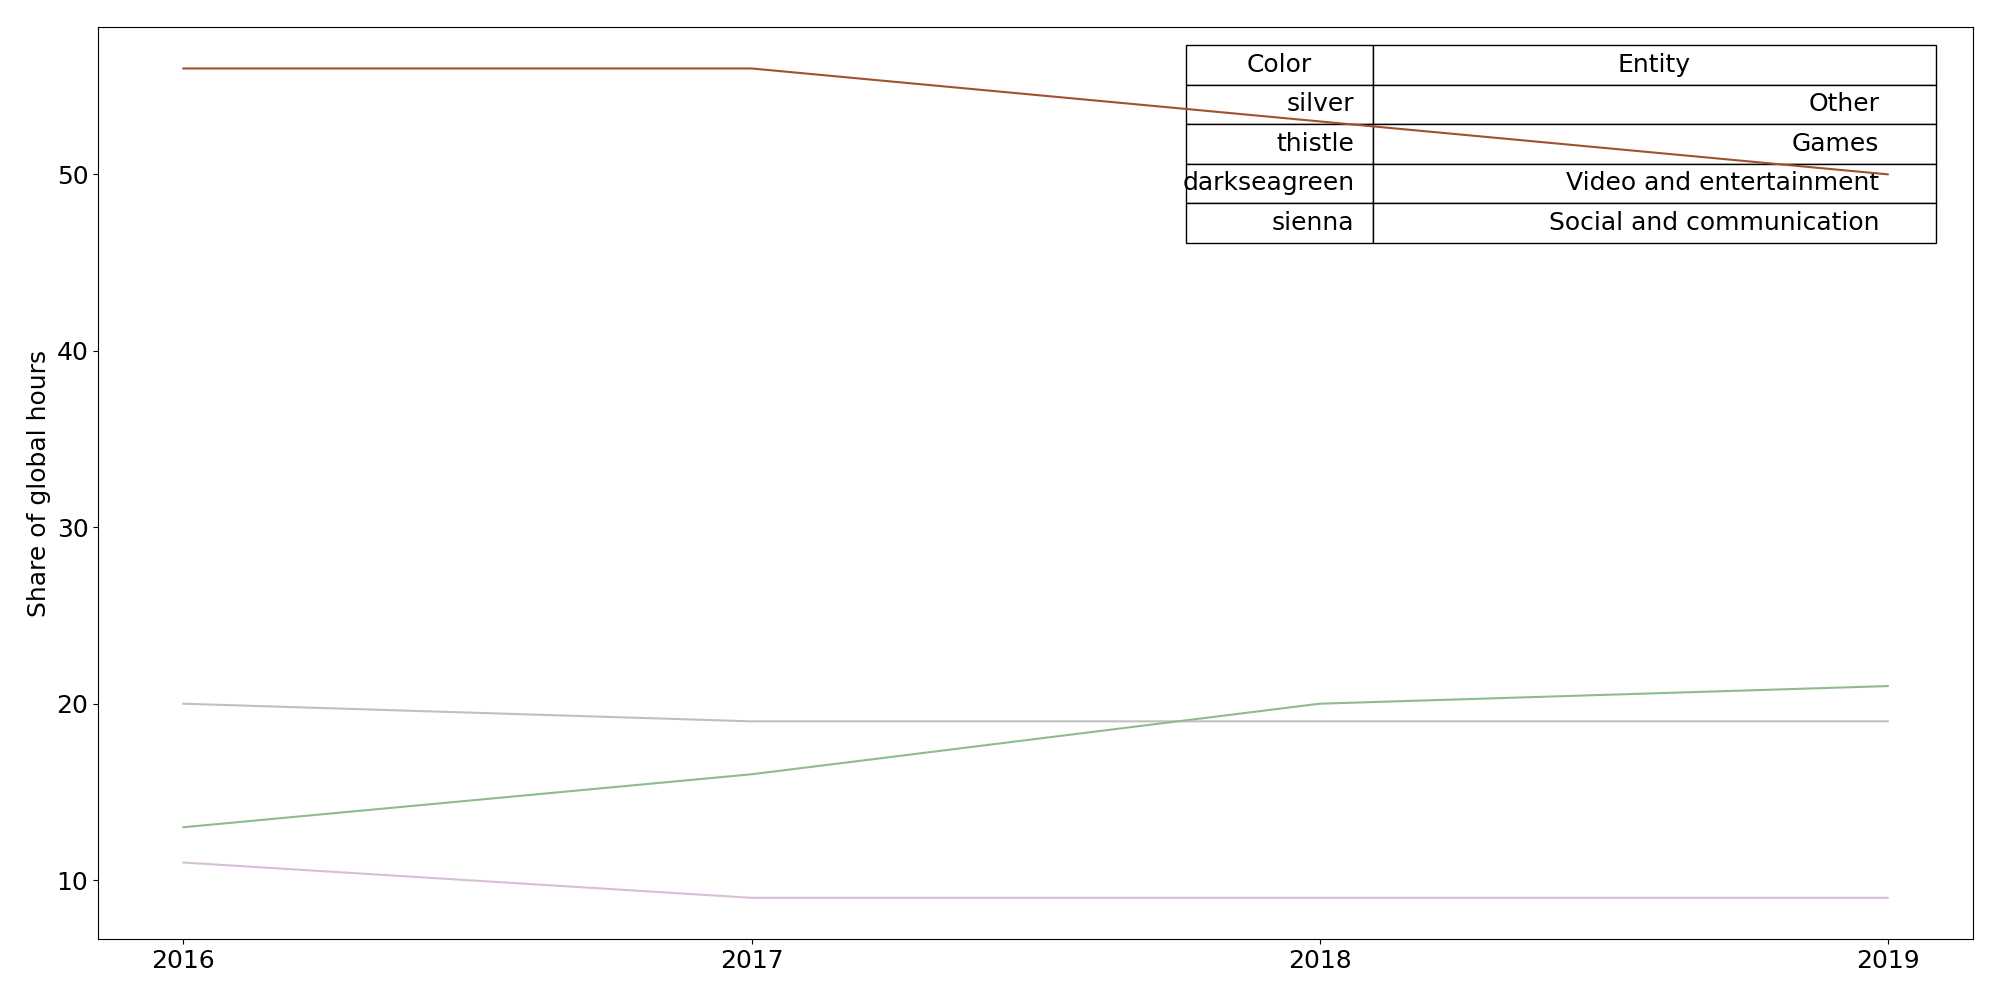 Color Entity
silver Other
thistle Games
darkseagreen Video and entertainment
sienna Social and communication
Share of global hours
50
40
30
20
10
2016 2017 2018 2019